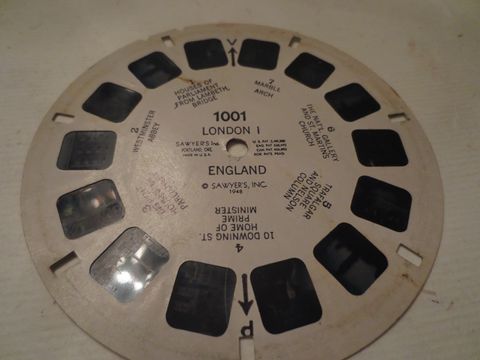 V
HOUSES OF
PARLIAMENT
FROM LAMBETH
BRIDGE
7
MARBLE
ARCH
1001
LONDON I
SAWYER'S INC.
PORTLAND, ORE.
MADE IN U.S.A.
ENGLAND
© SAWYER'S, INC.
1948
2
WESTMINSTER
ABBEY
3
4
10 DOWNING ST.
HOME OF
PRIME
MINISTER
5
TRAFALGAR
SQUARE
AND NELSON
COLUMN
6
THE NAT'L GALLERY
AND ST. MARTIN'S
CHURCH
P